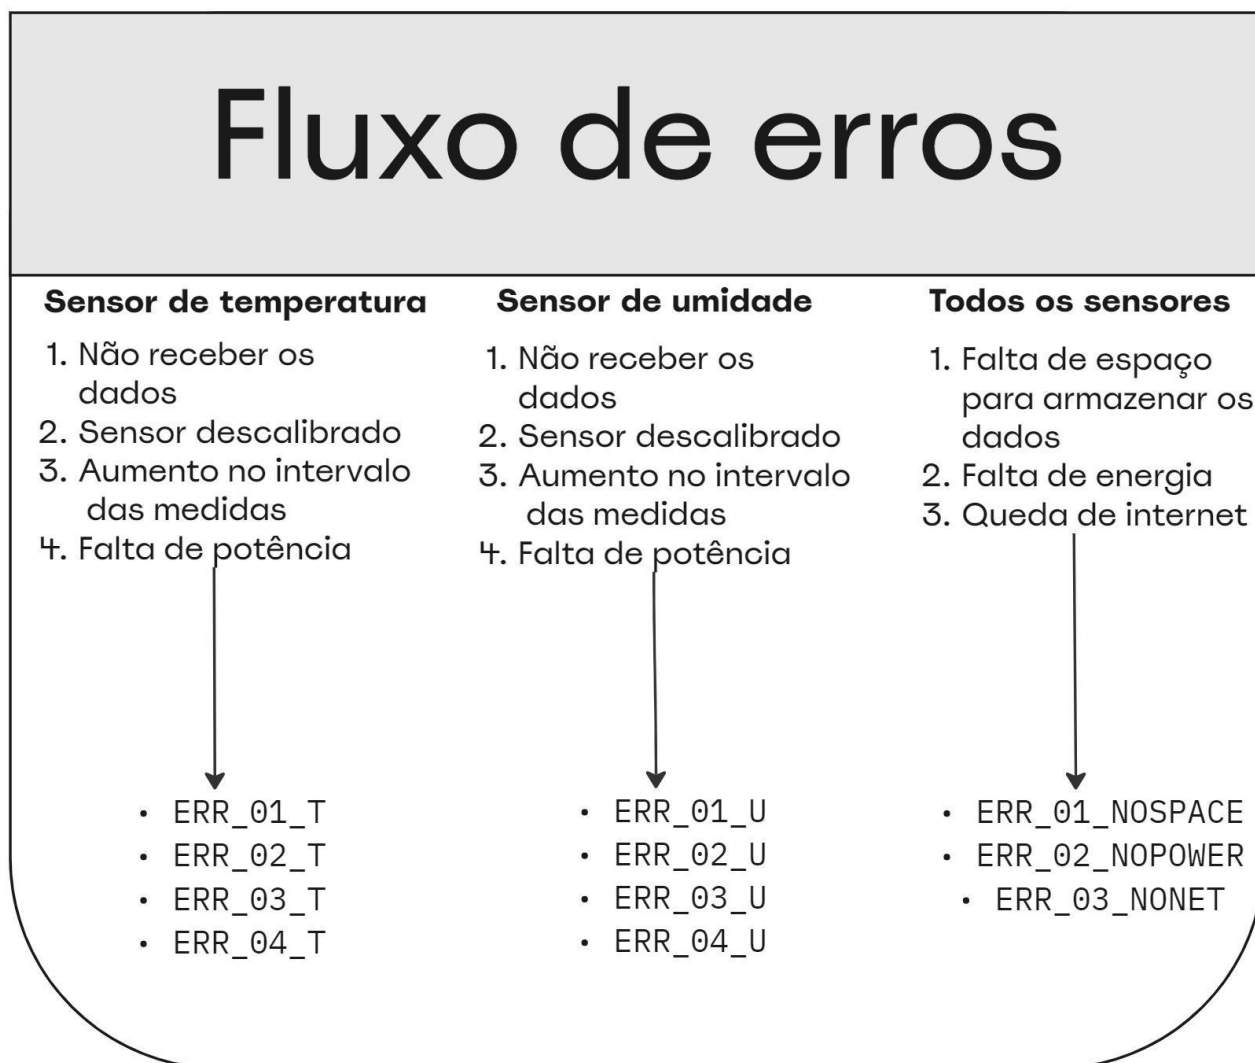 Fluxo de erros
Sensor de temperatura
1. Não receber os
dados
2. Sensor descalibrado
3. Aumento no intervalo
das medidas
4. Falta de potência
ERR_01_T
ERR_02_T
ERR_03_T
ERR_04_T
Sensor de umidade
1. Não receber os
dados
2. Sensor descalibrado
3. Aumento no intervalo
das medidas
4. Falta de potência
ERR_01_U
ERR_02_U
ERR_03_U
ERR_04_U
Todos os sensores
1. Falta de espaço
para armazenar os
dados
2. Falta de energia
3. Queda de internet
ERR_01_NOSPACE
ERR_02_NOPOWER
ERR_03_NONET